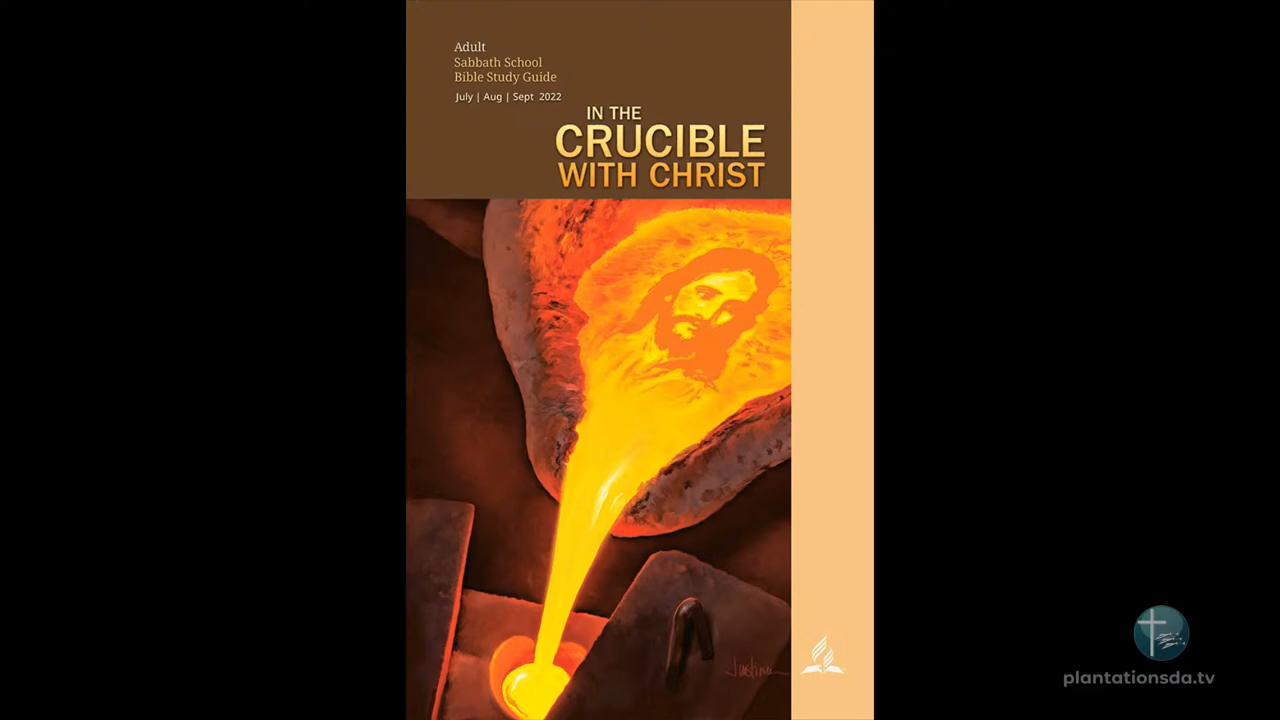 Adult
Sabbath School
Bible Study Guide
July | Aug | Sept 2022
IN THE
CRUCIBLE
WITH CHRIST
plantationsda.tv